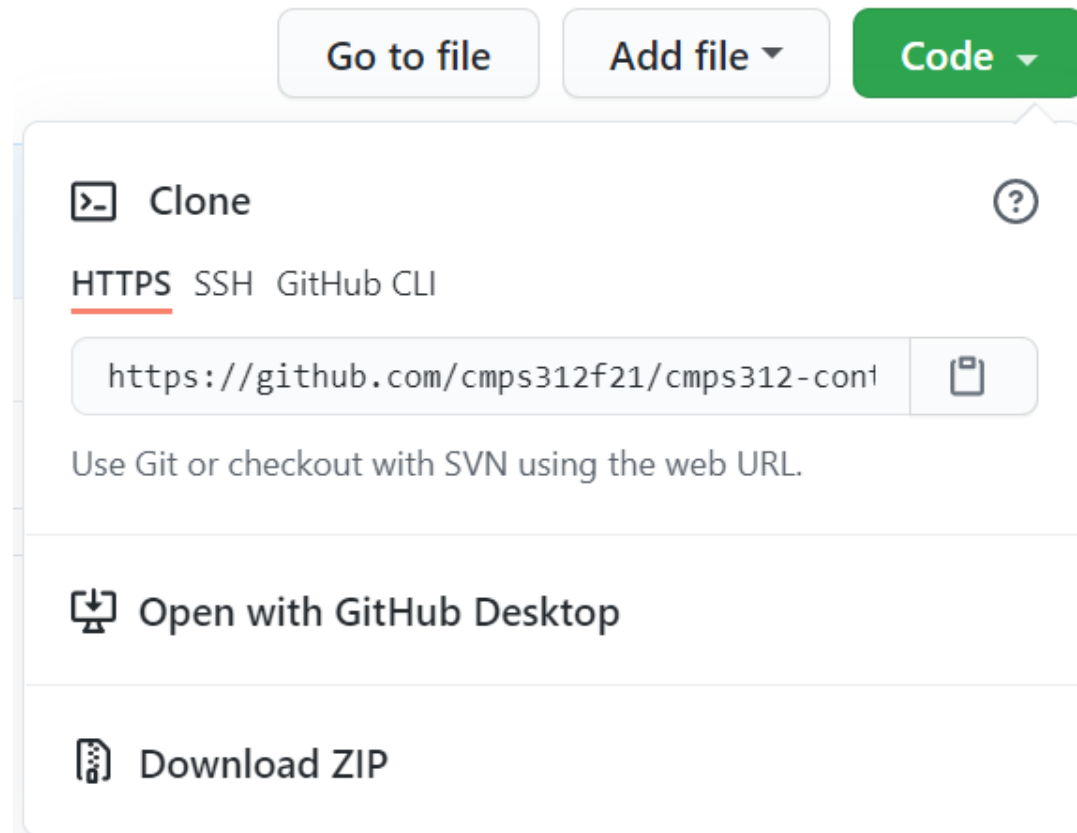 Go to file Add file Code
Clone
HTTPS SSH GitHub CLI
https://github.com/cmps312f21/cmps312-cont
Use Git or checkout with SVN using the web URL.
Open with GitHub Desktop
Download ZIP